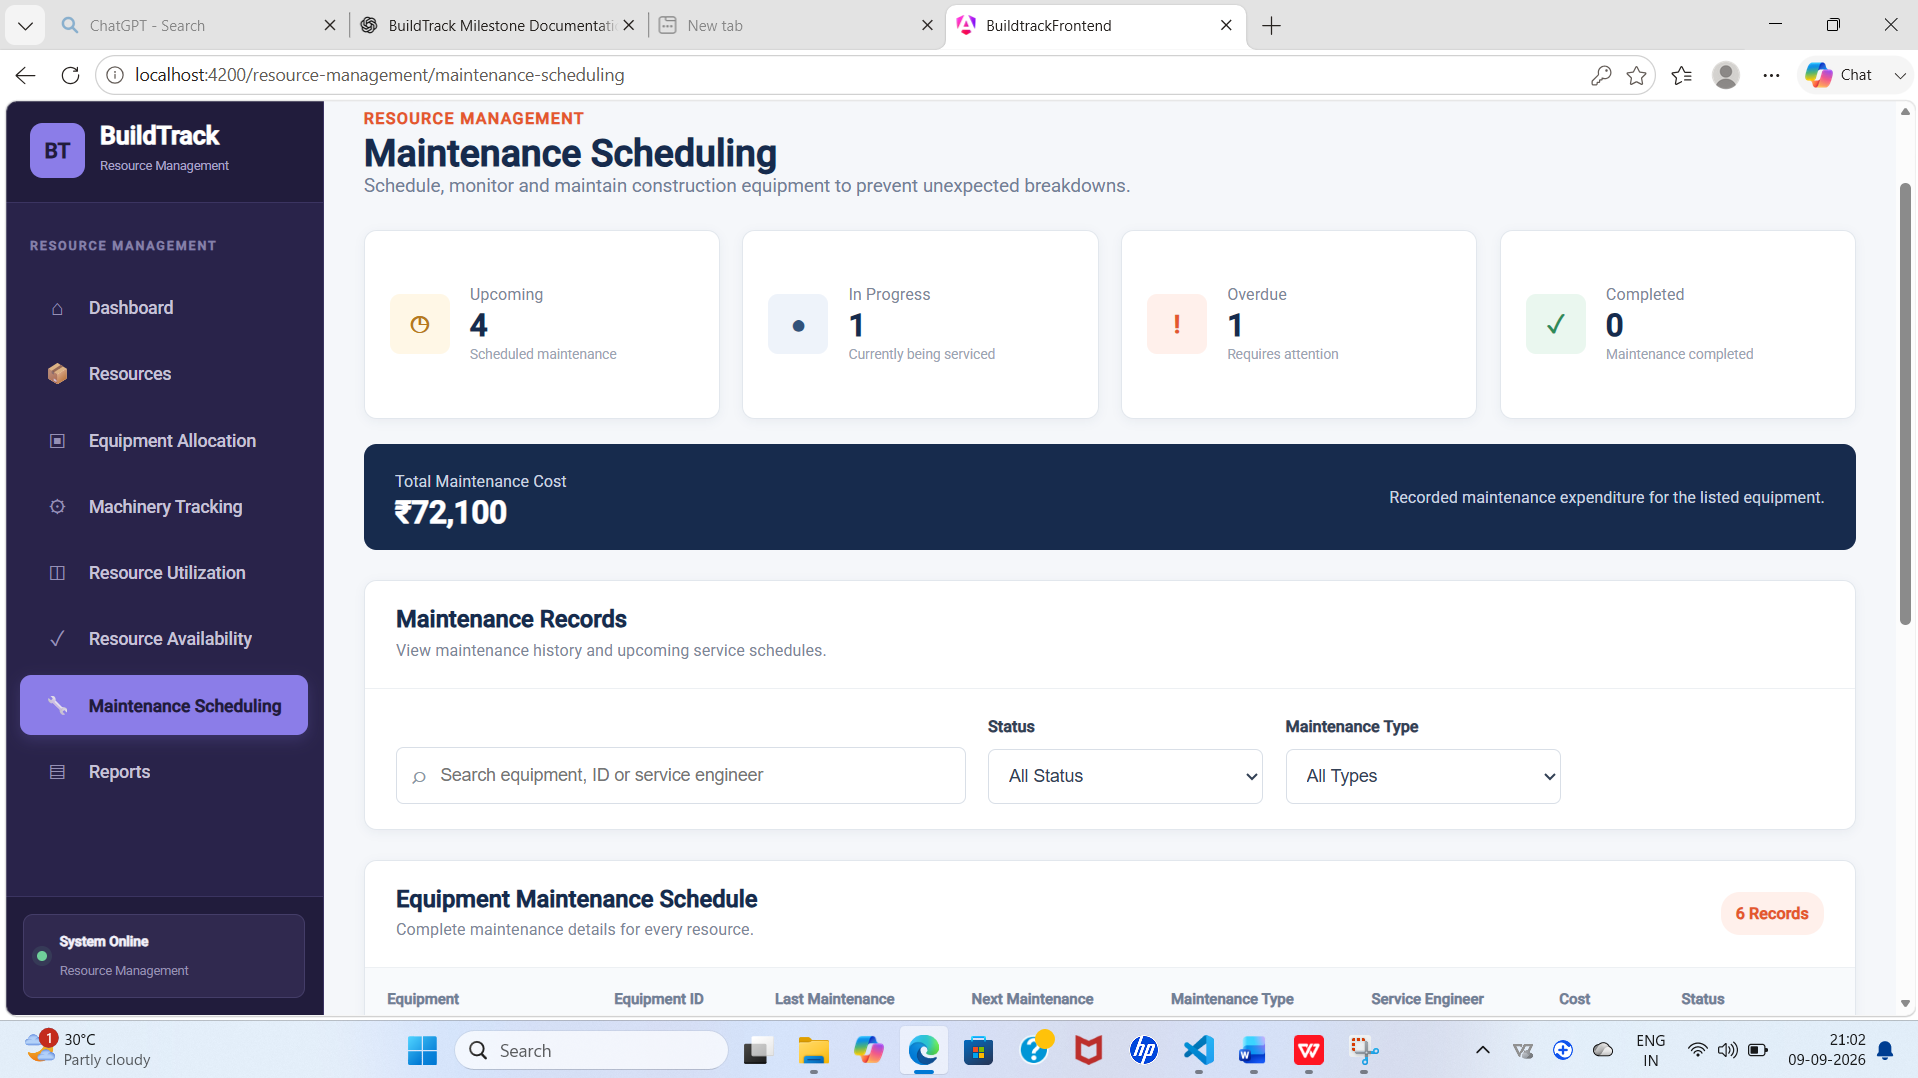 ChatGPT - Search
BuildTrack Milestone Documentati
New tab
BuildtrackFrontend
localhost:4200/resource-management/maintenance-scheduling
Chat
BT
BuildTrack
Resource Management
RESOURCE MANAGEMENT
Dashboard
Resources
Equipment Allocation
Machinery Tracking
Resource Utilization
Resource Availability
Maintenance Scheduling
Reports
System Online
Resource Management
RESOURCE MANAGEMENT
Maintenance Scheduling
Schedule, monitor and maintain construction equipment to prevent unexpected breakdowns.
Upcoming
4
Scheduled maintenance
In Progress
1
Currently being serviced
!
Overdue
1
Requires attention
✓
Completed
0
Maintenance completed
Total Maintenance Cost
₹72,100
Recorded maintenance expenditure for the listed equipment.
Maintenance Records
View maintenance history and upcoming service schedules.
Search equipment, ID or service engineer
Status
All Status
Maintenance Type
All Types
Equipment Maintenance Schedule
Complete maintenance details for every resource.
6 Records
Equipment Equipment ID Last Maintenance Next Maintenance Maintenance Type Service Engineer Cost Status
1
30°C
Partly cloudy
Search
hp
W
ENG
IN
21:02
09-09-2026